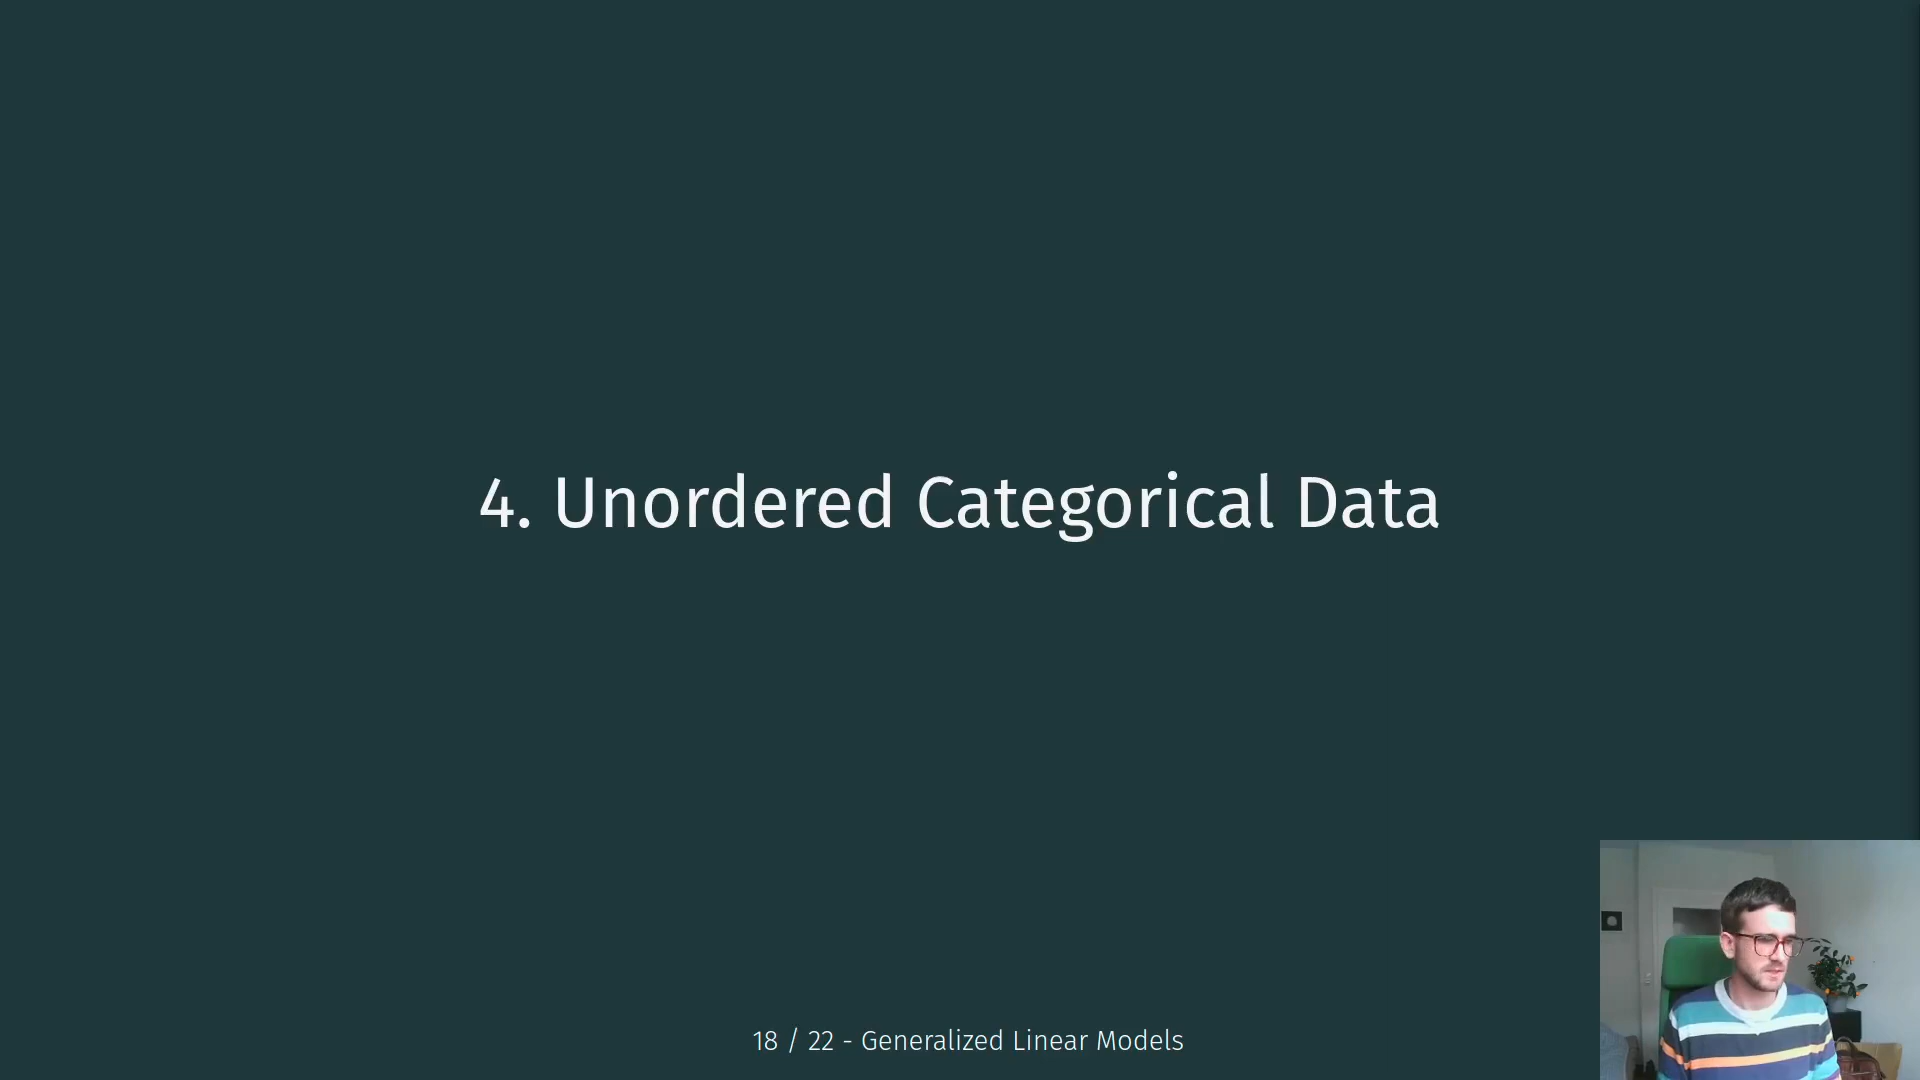 4. Unordered Categorical Data
18 / 22 - Generalized Linear Models